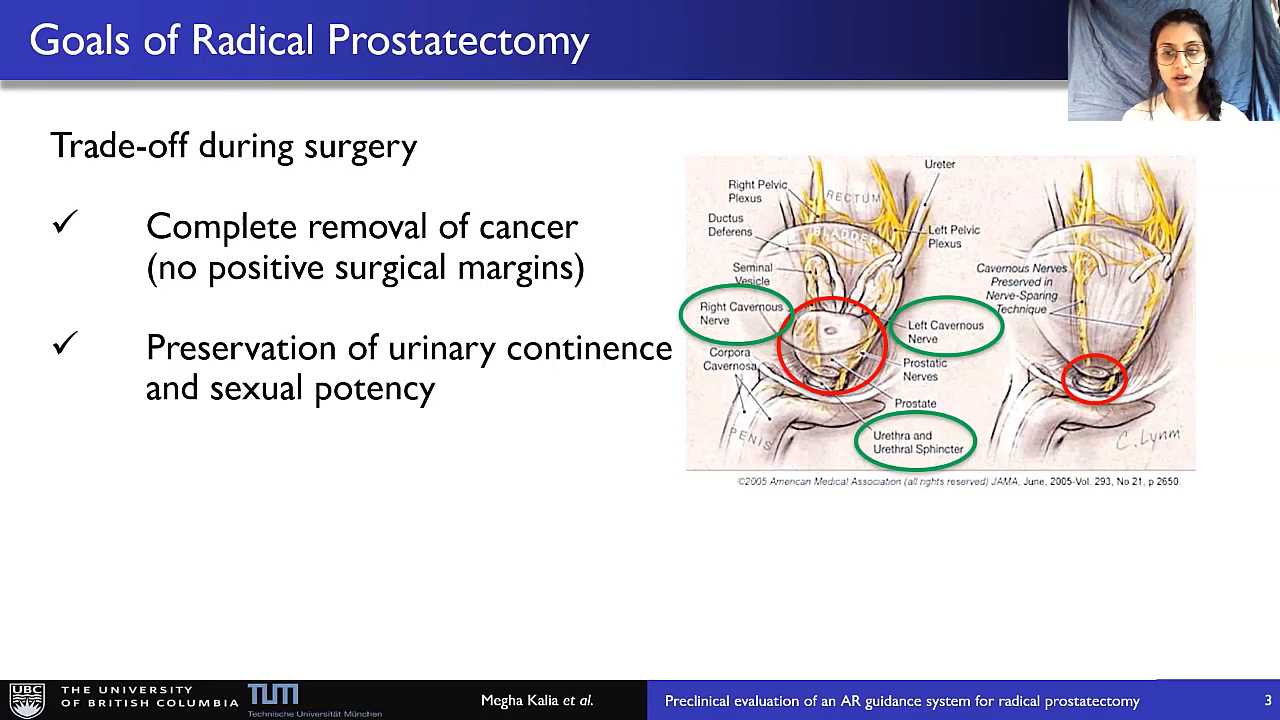 Goals of Radical Prostatectomy
Trade-off during surgery
✓ Complete removal of cancer
(no positive surgical margins)
✓ Preservation of urinary continence
and sexual potency
Ureter
Right Pelvic
Plexus
RECTUM
Ductus
Deferens
BLADDER
Left Pelvic
Plexus
Seminal
Vesicle
Cavernous Nerves
Preserved in
Nerve-Sparing
Technique
Right Cavernous
Nerve
Left Cavernous
Nerve
Corpora
Cavernosa
Prostatic
Nerves
Prostate
PENIS
Urethra and
Urethral Sphincter
C. Lynm
©2005 American Medical Association (all rights reserved) JAMA, June, 2005-Vol. 293, No 21, p 2650.
UBC
THE UNIVERSITY
OF BRITISH COLUMBIA
TUM
Technische Universität München
Megha Kalia et al.
Preclinical evaluation of an AR guidance system for radical prostatectomy
3